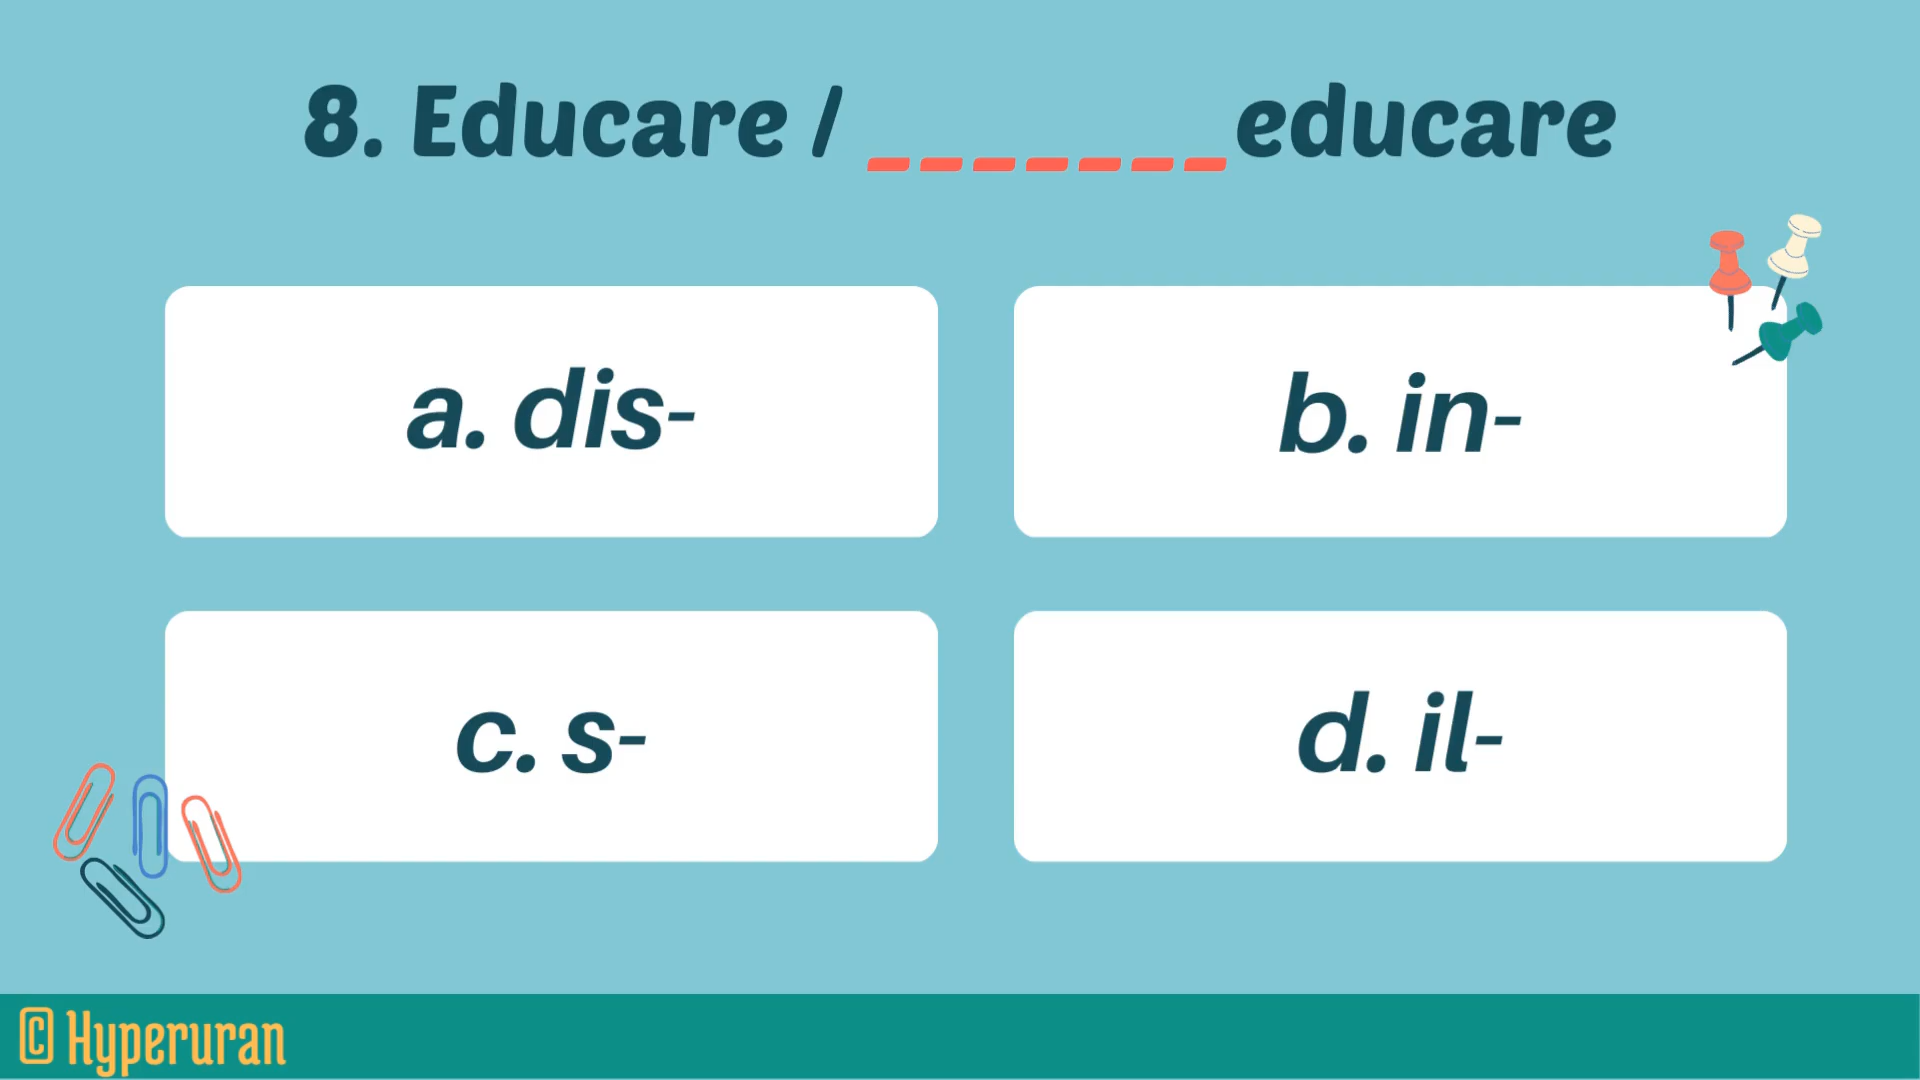 8. Educare / _______educare
a. dis-
b. in-
c. s-
d. il-
© Hyperuran